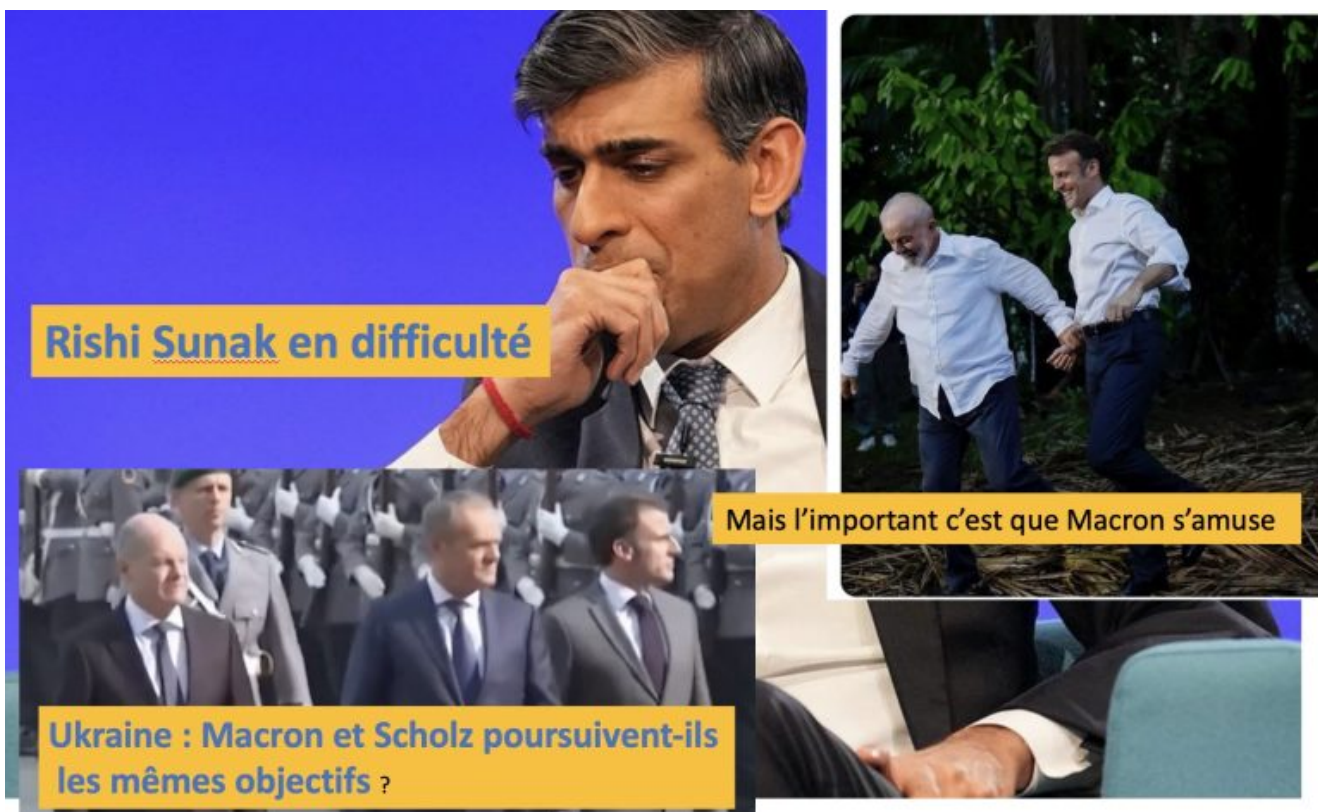 Rishi Sunak en difficulté
Mais l’important c’est que Macron s’amuse
Ukraine : Macron et Scholz poursuivent-ils
les mêmes objectifs ?